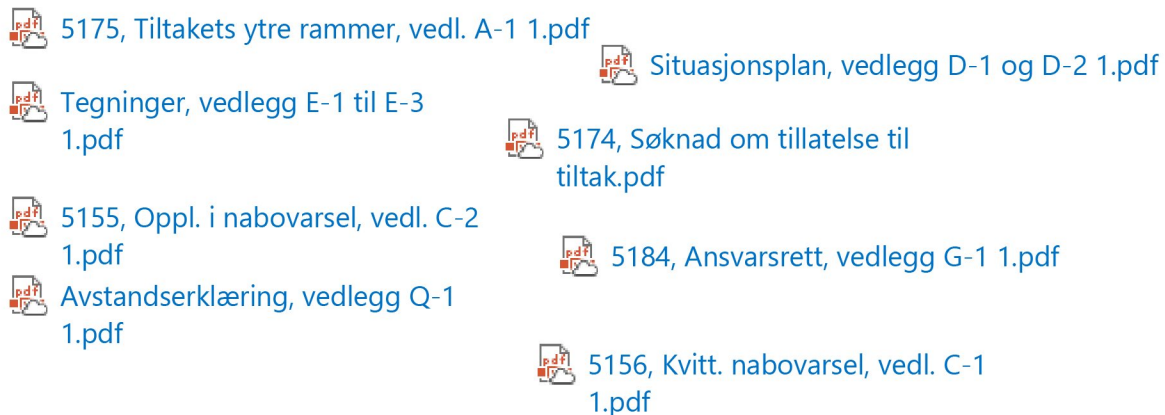 5175, Tiltakets ytre rammer, vedl. A-1 1.pdf
Situasjonsplan, vedlegg D-1 og D-2 1.pdf
Tegninger, vedlegg E-1 til E-3
1.pdf
5174, Søknad om tillatelse til
tiltak.pdf
5155, Oppl. i nabovarsel, vedl. C-2
1.pdf
5184, Ansvarsrett, vedlegg G-1 1.pdf
Avstandserklæring, vedlegg Q-1
1.pdf
5156, Kvitt. nabovarsel, vedl. C-1
1.pdf